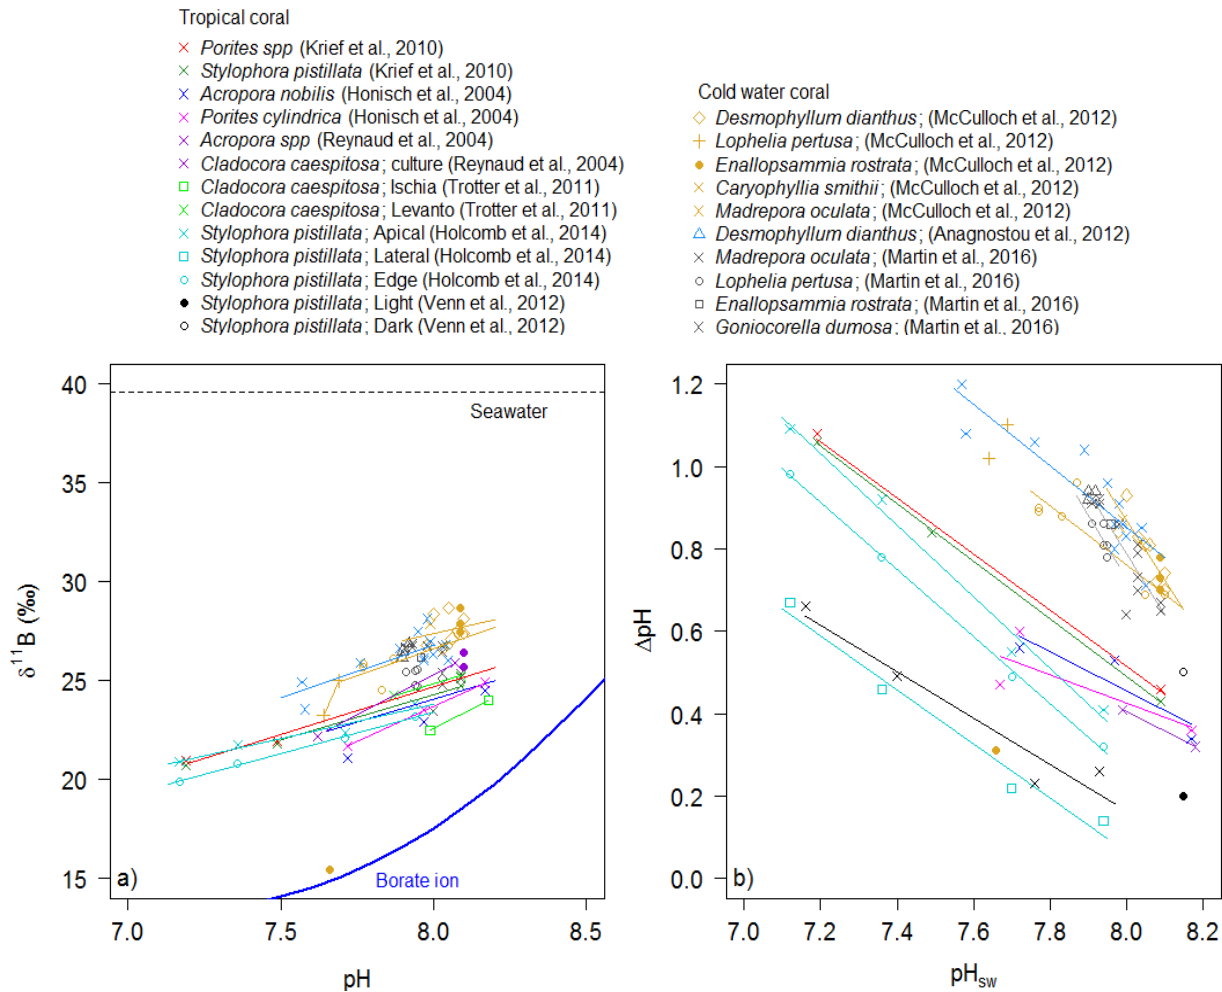 Tropical coral
Porites spp (Krief et al., 2010)
Stylophora pistillata (Krief et al., 2010)
Acropora nobilis (Honisch et al., 2004)
Porites cylindrica (Honisch et al., 2004)
Acropora spp (Reynaud et al., 2004)
Cladocora caespitosa; culture (Reynaud et al., 2004)
Cladocora caespitosa; Ischia (Trotter et al., 2011)
Cladocora caespitosa; Levanto (Trotter et al., 2011)
Stylophora pistillata; Apical (Holcomb et al., 2014)
Stylophora pistillata; Lateral (Holcomb et al., 2014)
Stylophora pistillata; Edge (Holcomb et al., 2014)
Stylophora pistillata; Light (Venn et al., 2012)
Stylophora pistillata; Dark (Venn et al., 2012)
Cold water coral
Desmophyllum dianthus; (McCulloch et al., 2012)
Lophelia pertusa; (McCulloch et al., 2012)
Enallopsammia rostrata; (McCulloch et al., 2012)
Caryophyllia smithii; (McCulloch et al., 2012)
Madrepora oculata; (McCulloch et al., 2012)
Desmophyllum dianthus; (Anagnostou et al., 2012)
Madrepora oculata; (Martin et al., 2016)
Lophelia pertusa; (Martin et al., 2016)
Enallopsammia rostrata; (Martin et al., 2016)
Goniocorella dumosa; (Martin et al., 2016)
40
35
30
25
20
15
δ¹¹B (‰)
Seawater
Borate ion
a)
7.0 7.5 8.0 8.5
pH
1.2
1.0
0.8
0.6
0.4
0.2
0.0
ΔpH
b)
7.0 7.2 7.4 7.6 7.8 8.0 8.2
pHsw